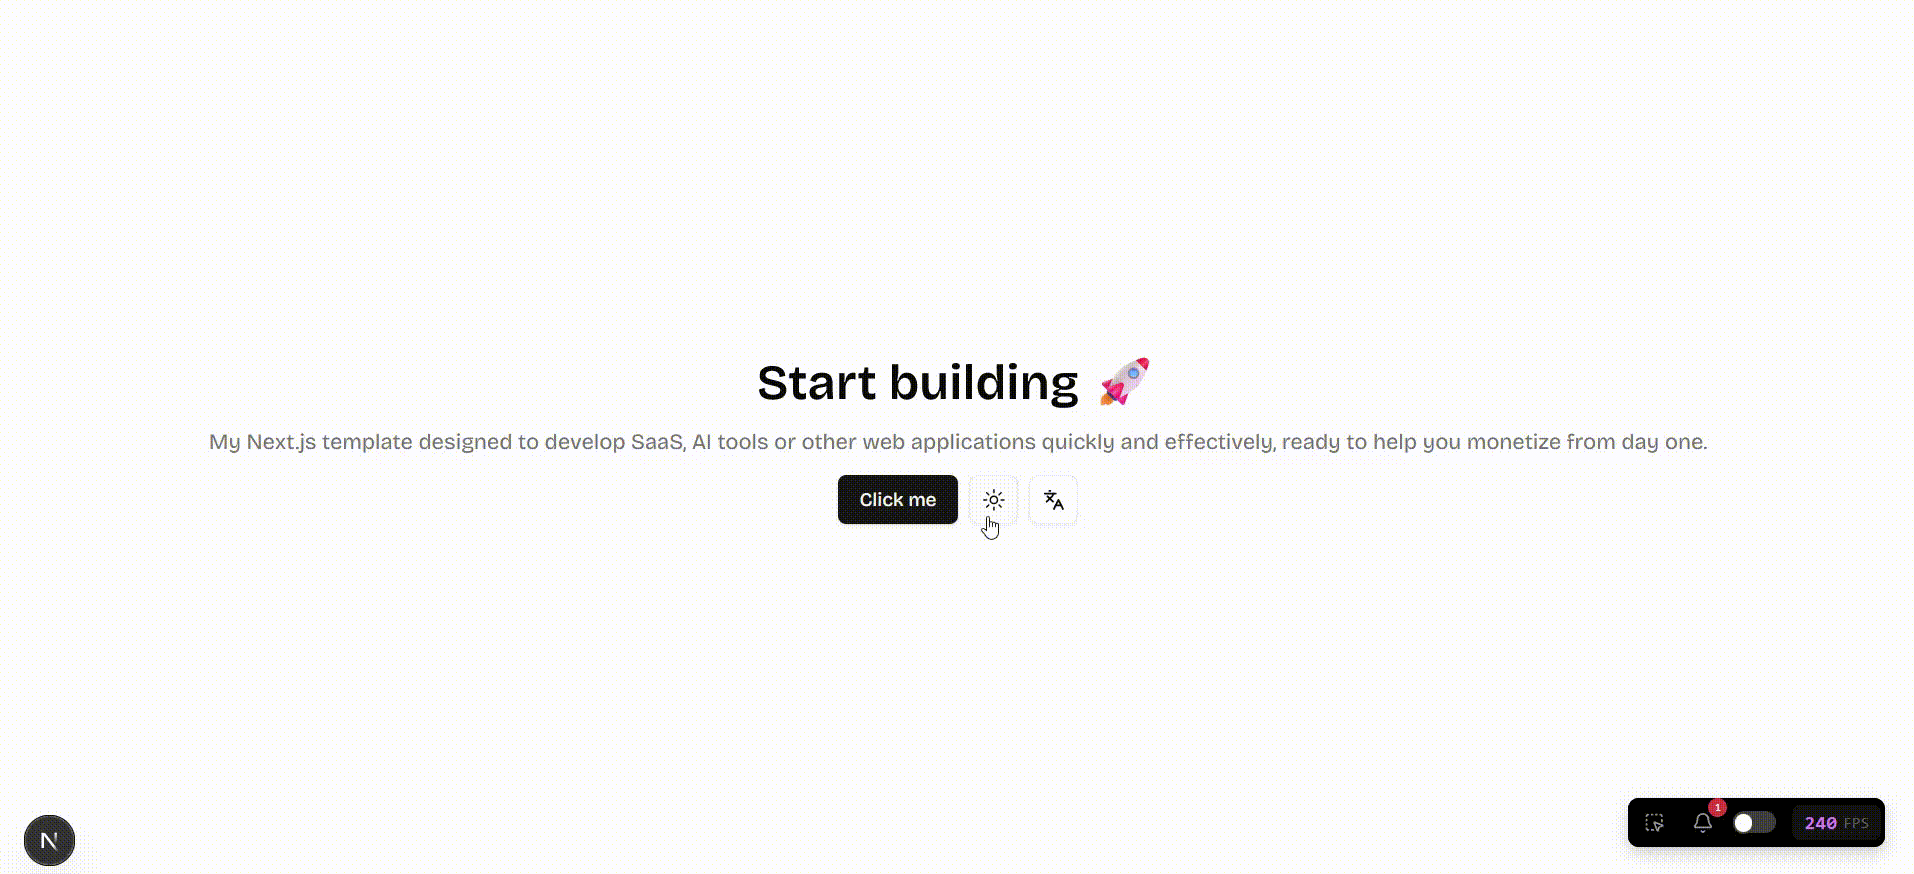 Start building 🚀
My Next.js template designed to develop SaaS, AI tools or other web applications quickly and effectively, ready to help you monetize from day one.
Click me
N
1
240 FPS